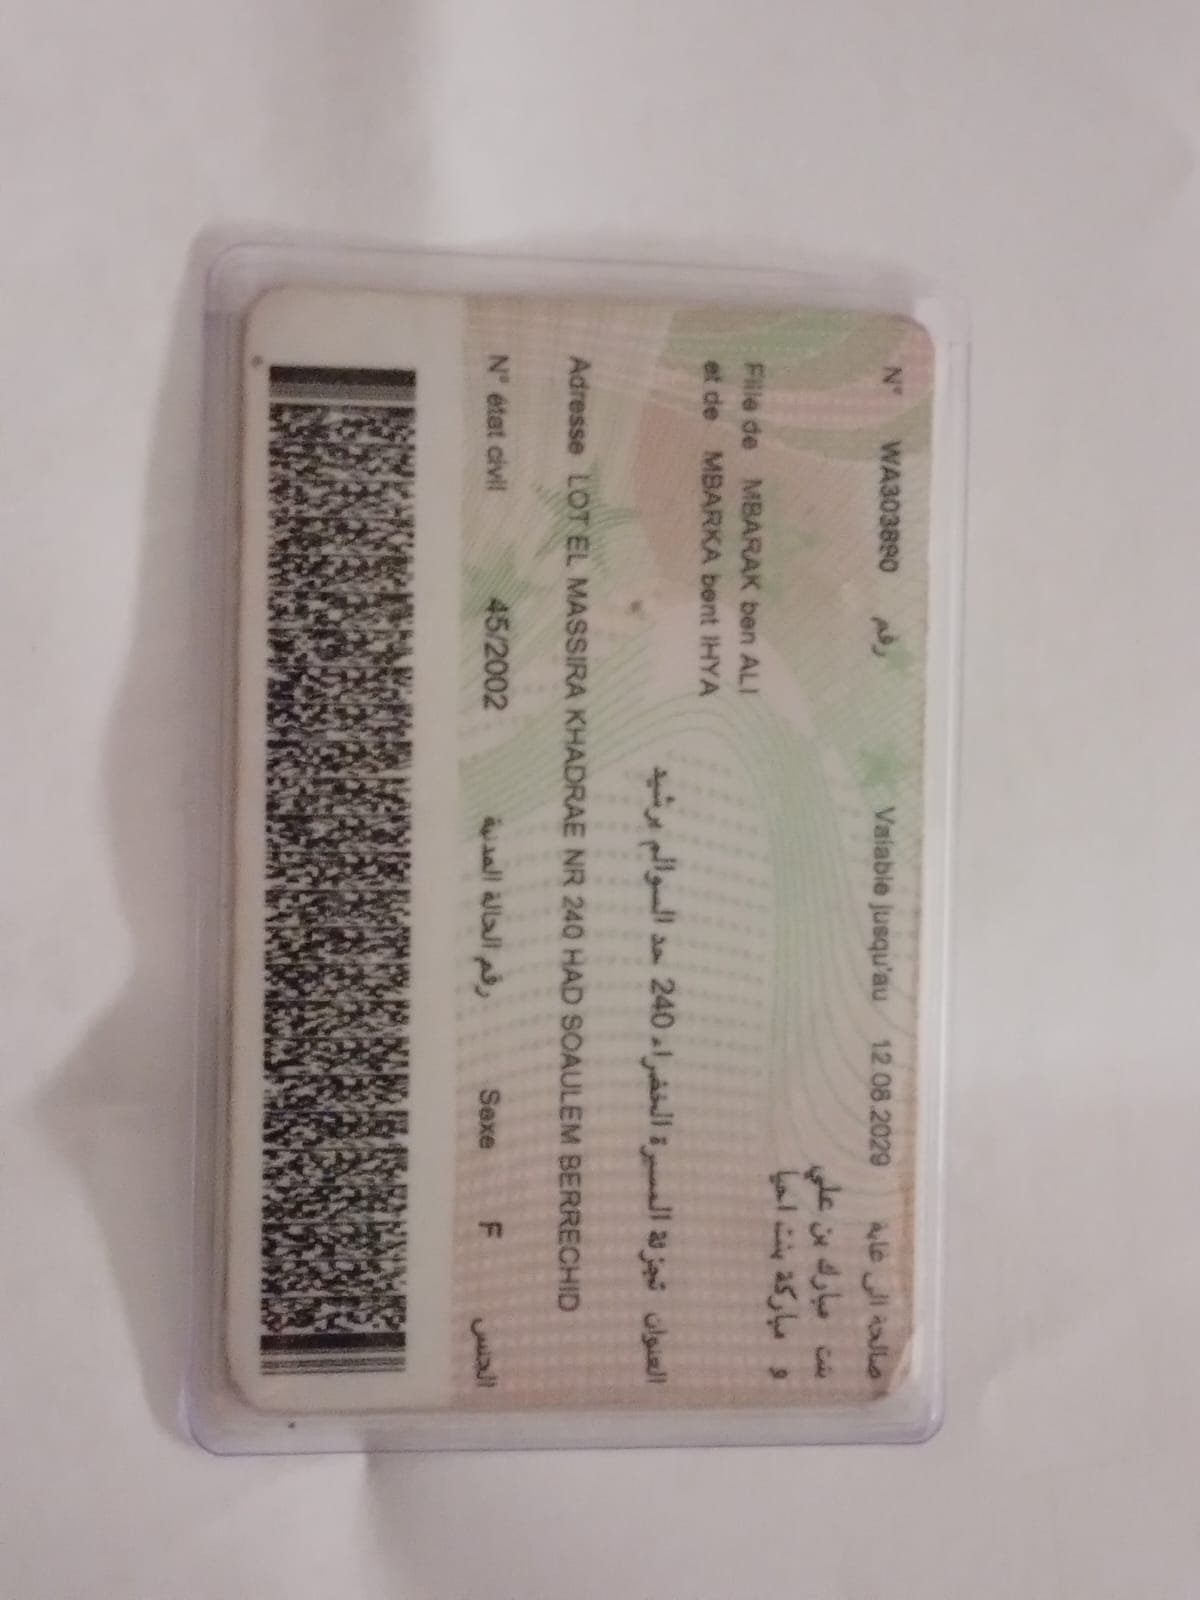 N° WA303890 رقم Valable jusqu'au 12.08.2029 صالحة الى غاية
بنت مبارك بن علي
Fille de MBARAK ben ALI
و مباركة بنت احيا
et de MBARKA bent IHYA
العنوان تجزئة المسيرة الخضراء 240 حد السوالم برشيد
Adresse LOT EL MASSIRA KHADRAE NR 240 HAD SOAULEM BERRECHID
N° état civil 45/2002 رقم الحالة المدنية Sexe F الجنس